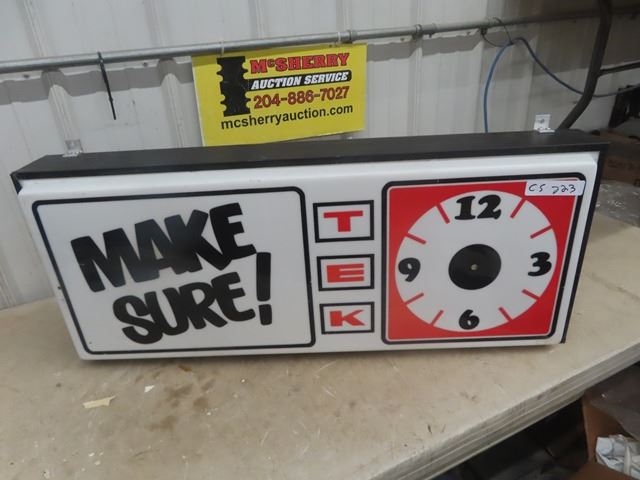 McSHERRY
AUCTION SERVICE
204-886-7027
mcsherryauction.com
MAKE
SURE!
T
E
K
CS 223
12
9
3
6